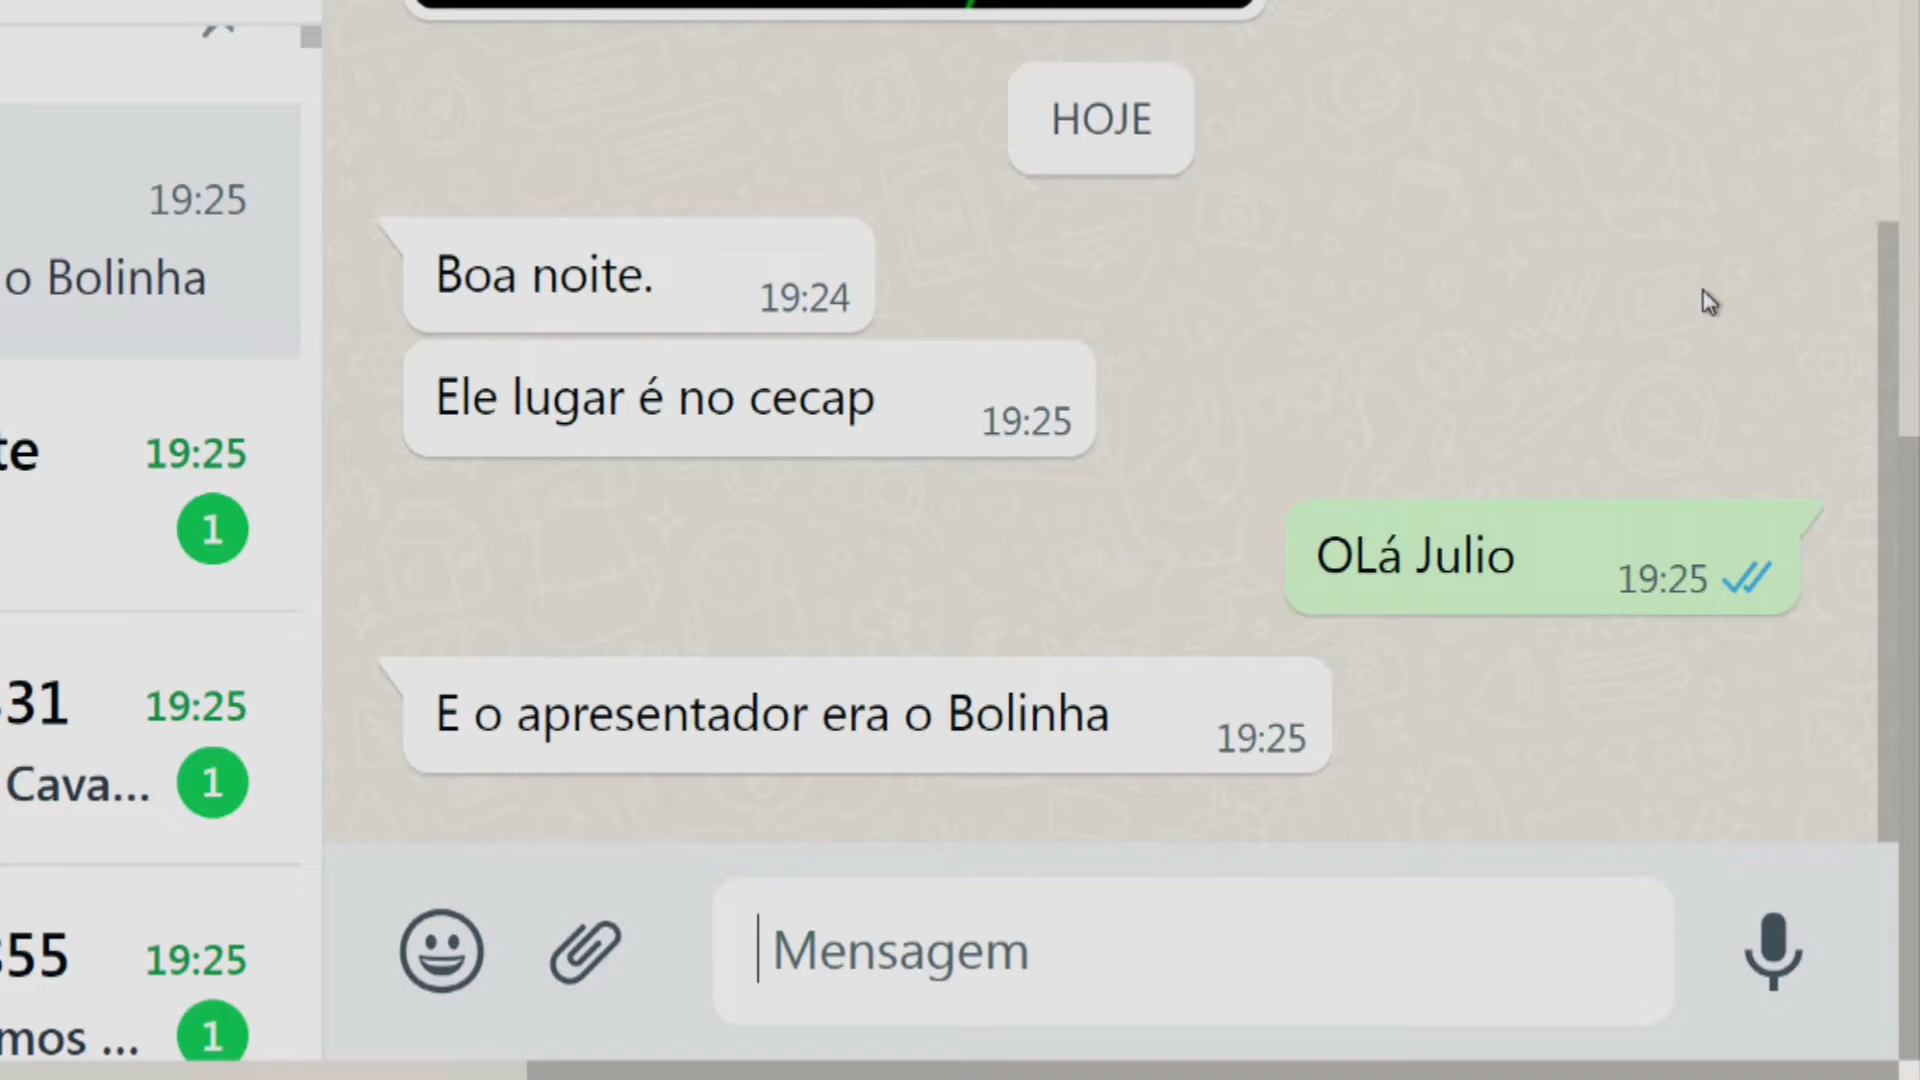 HOJE
19:25
o Bolinha
Boa noite.
19:24
Ele lugar é no cecap
19:25
te
19:25
1
OLá Julio
19:25
31
19:25
Cava...
1
E o apresentador era o Bolinha
19:25
55
19:25
mos ...
1
Mensagem